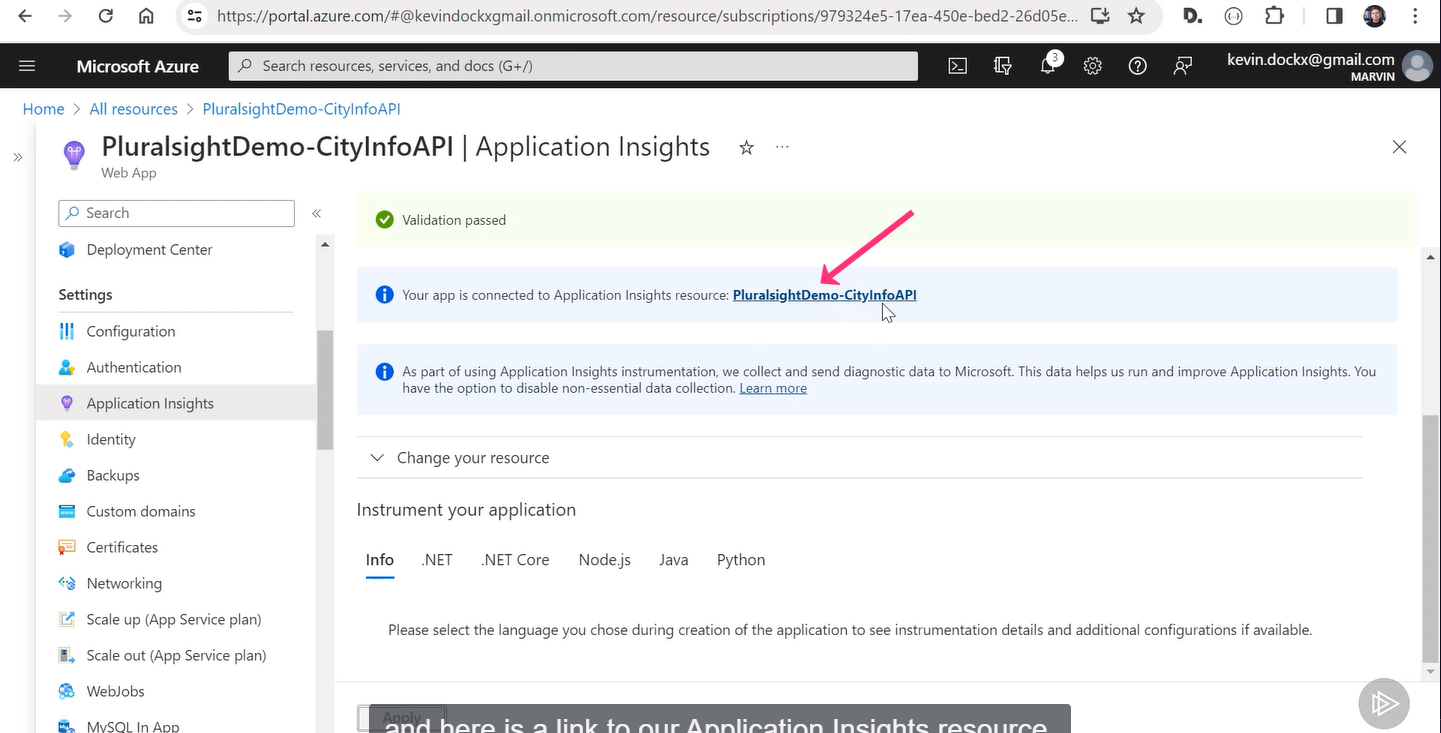 https://portal.azure.com/#@kevindockxgmail.onmicrosoft.com/resource/subscriptions/979324e5-17ea-450e-bed2-26d05e...
D.
Microsoft Azure
Search resources, services, and docs (G+/)
3
kevin.dockx@gmail.com
MARVIN
Home > All resources > PluralsightDemo-CityInfoAPI
PluralsightDemo-CityInfoAPI | Application Insights
Web App
Search
Deployment Center
Settings
Configuration
Authentication
Application Insights
Identity
Backups
Custom domains
Certificates
Networking
Scale up (App Service plan)
Scale out (App Service plan)
WebJobs
MySQL In App
Validation passed
Your app is connected to Application Insights resource: PluralsightDemo-CityInfoAPI
As part of using Application Insights instrumentation, we collect and send diagnostic data to Microsoft. This data helps us run and improve Application Insights. You
have the option to disable non-essential data collection. Learn more
Change your resource
Instrument your application
Info .NET .NET Core Node.js Java Python
Please select the language you chose during creation of the application to see instrumentation details and additional configurations if available.
Apply
and here is a link to our Application Insights resource